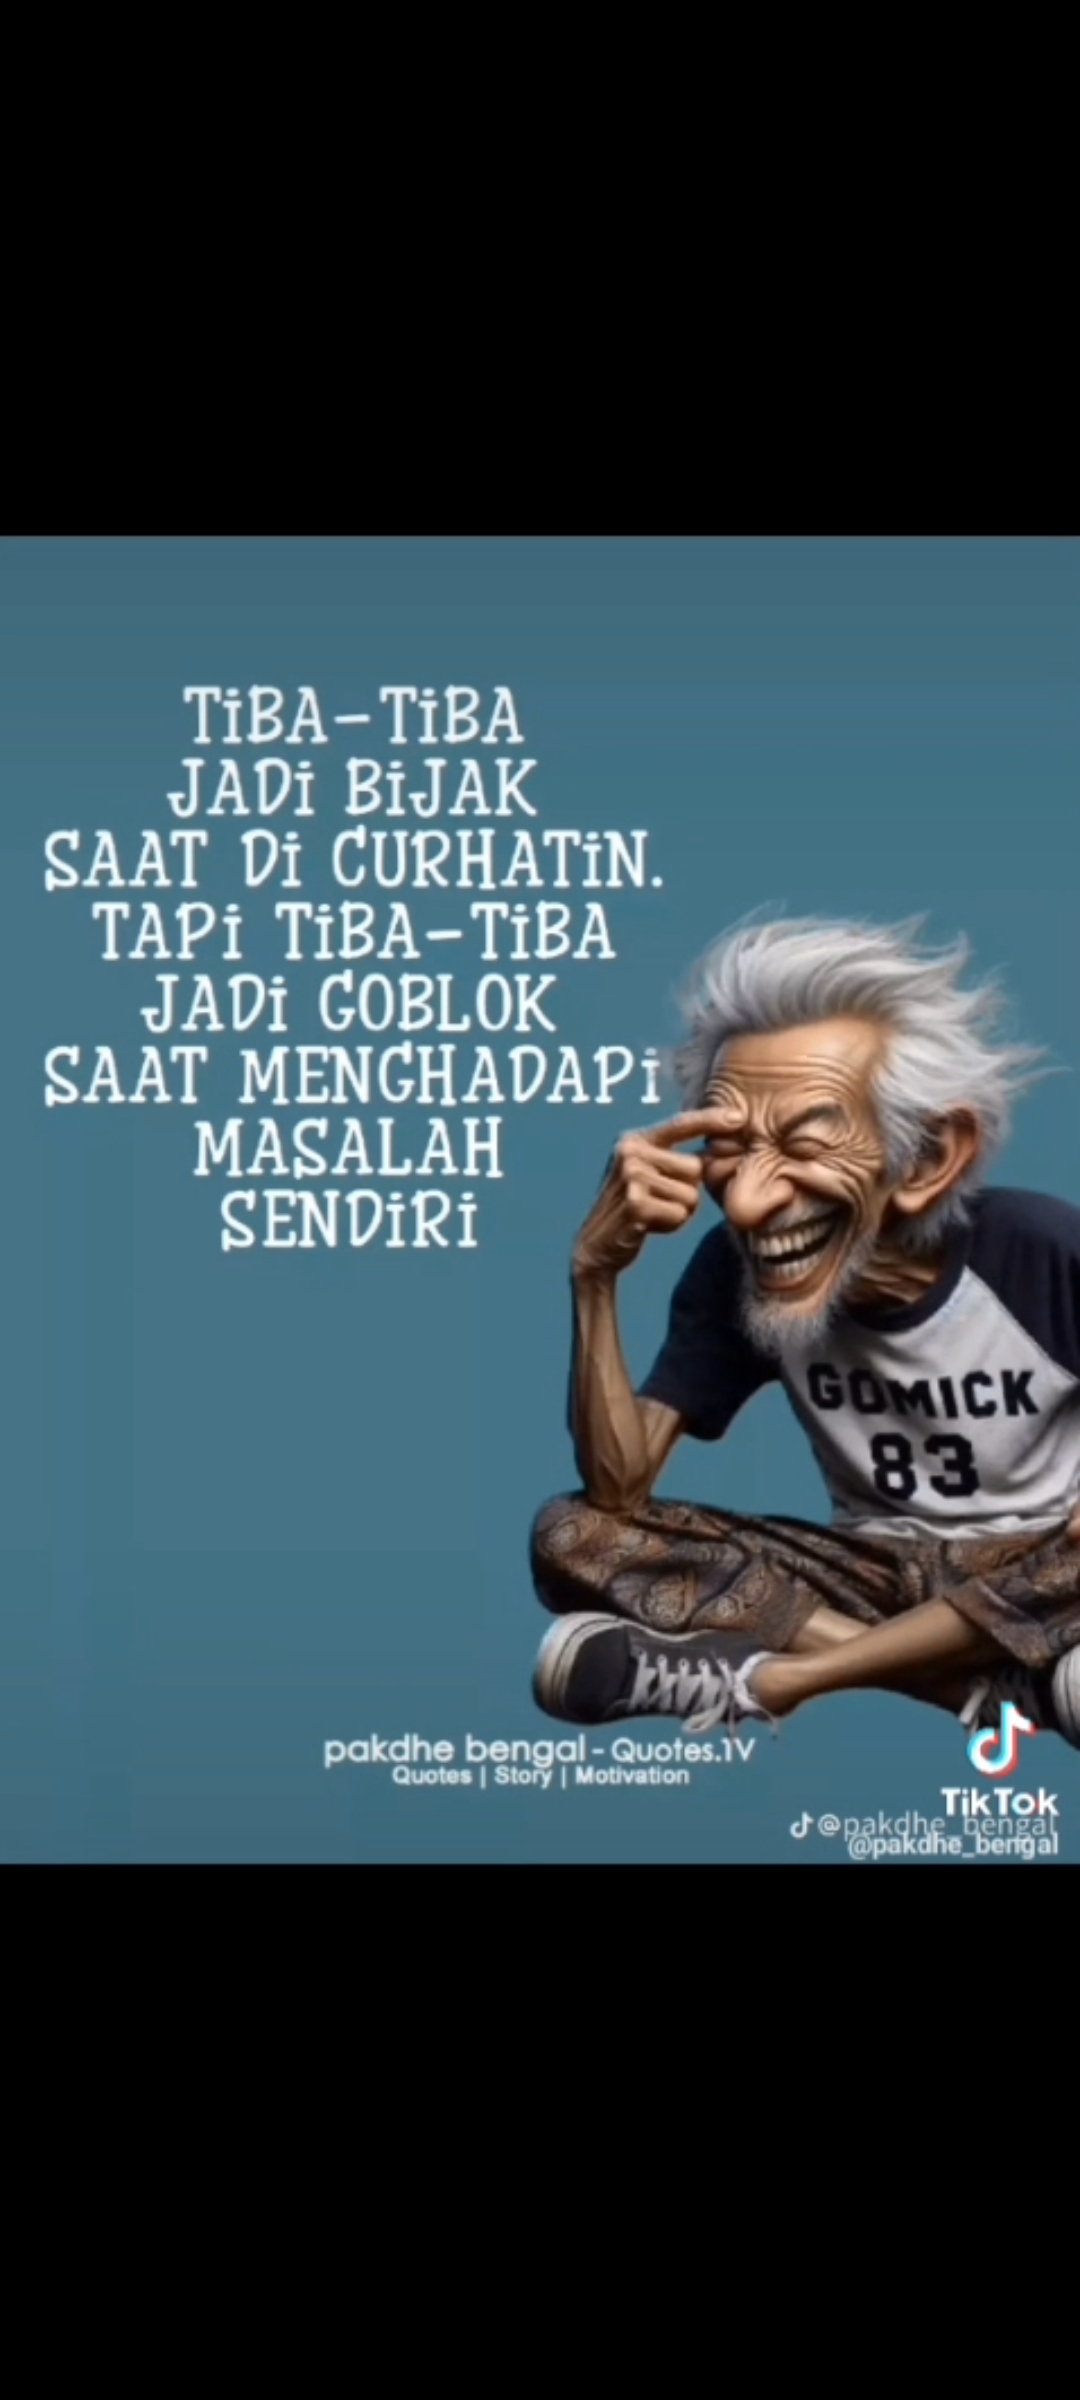 TiBA-TiBA
JADi BiJAK
SAAT Di CURHATiN.
TAPi TiBA-TiBA
JADi GOBLOK
SAAT MENGHADAPi
MASALAH
SENDiRi
GOMICK
83
pakdhe bengal - Quotes.1V
Quotes | Story | Motivation
TikTok
@pakdhe_bengal
@pakdhe_bengal